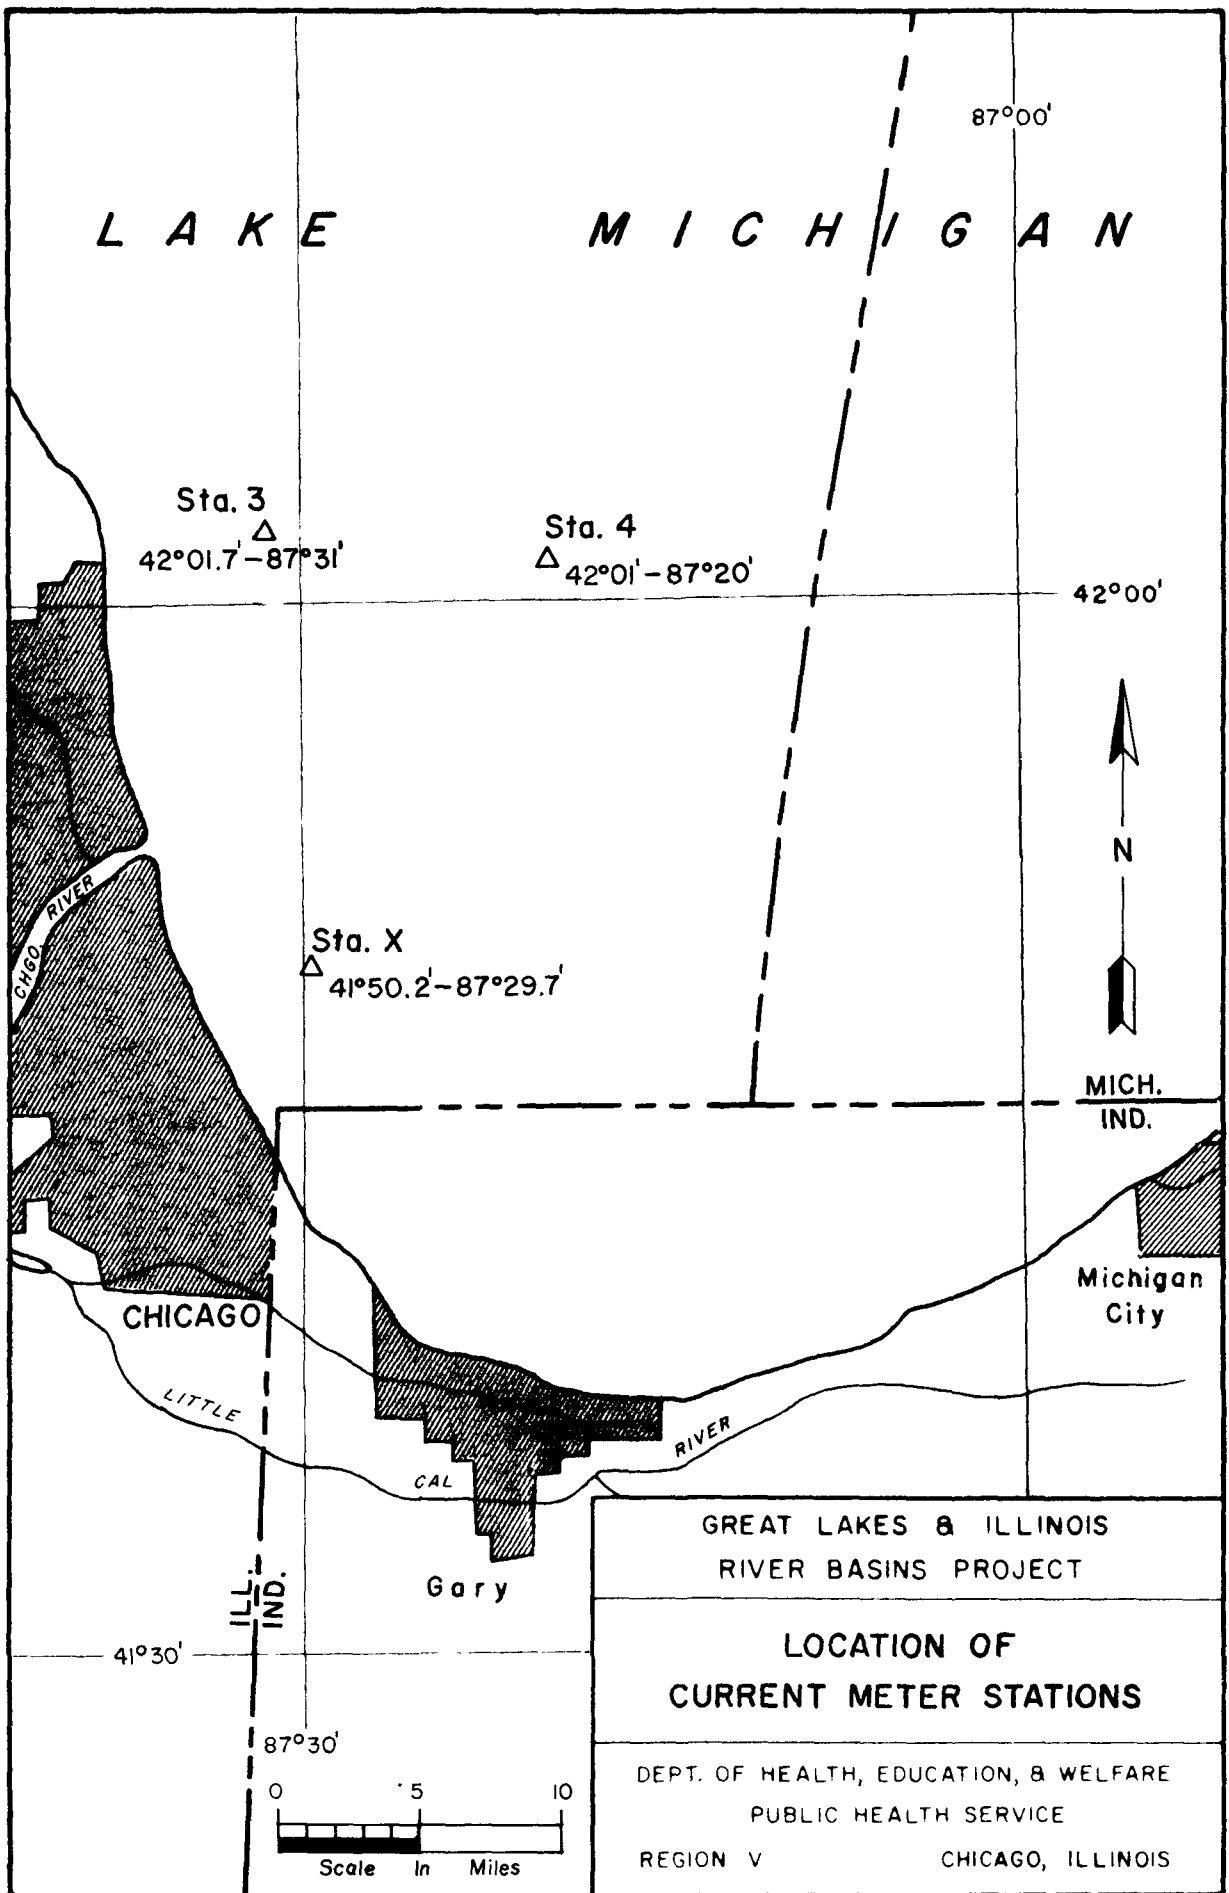 87°00'
LAKE MICHIGAN
Sta. 3
42°01.7'-87°31'
Sta. 4
42°01'-87°20'
42°00'
N
CHGO. RIVER
Sta. X
41°50.2'-87°29.7'
MICH.
IND.
Michigan
City
CHICAGO
LITTLE CAL RIVER
Gary
ILL.
IND.
41°30'
87°30'
0 5 10
Scale In Miles
GREAT LAKES & ILLINOIS
RIVER BASINS PROJECT
LOCATION OF
CURRENT METER STATIONS
DEPT. OF HEALTH, EDUCATION, & WELFARE
PUBLIC HEALTH SERVICE
REGION V CHICAGO, ILLINOIS